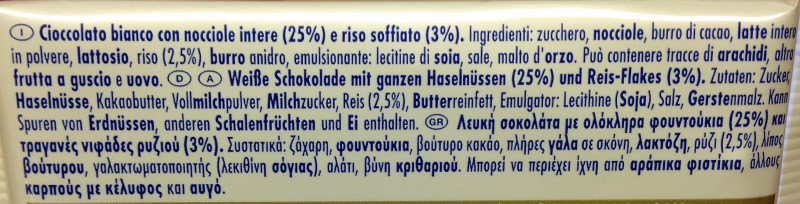 I Cioccolato bianco con nocciole intere (25%) e riso soffiato (3%). Ingredienti: zucchero, nocciole, burro di cacao, latte intero
in polvere, lattosio, riso (2,5%), burro anidro, emulsionante: lecitine di soia, sale, malto d'orzo. Può contenere tracce di arachidi, altra
frutta a guscio e uovo. D A Weiße Schokolade mit ganzen Haselnüssen (25%) und Reis-Flakes (3%). Zutaten: Zucker,
Haselnüsse, Kakaobutter, Vollmilchpulver, Milchzucker, Reis (2,5%), Butterreinfett, Emulgator: Lecithine (Soja), Salz, Gerstenmalz. Kann
Spuren von Erdnüssen, anderen Schalenfrüchten und Ei enthalten. GR Λευκή σοκολάτα με ολόκληρα φουντούκια (25%) και
τραγανές νιφάδες ρυζιού (3%). Συστατικά: ζάχαρη, φουντούκια, βούτυρο κακάο, πλήρες γάλα σε σκόνη, λακτόζη, ρύζι (2,5%), λίπος
βούτυρου, γαλακτωματοποιητής (λεκιθίνη σόγιας), αλάτι, βύνη κριθαριού. Μπορεί να περιέχει ίχνη από αράπικα φιστίκια, άλλους
καρπούς με κέλυφος και αυγό.